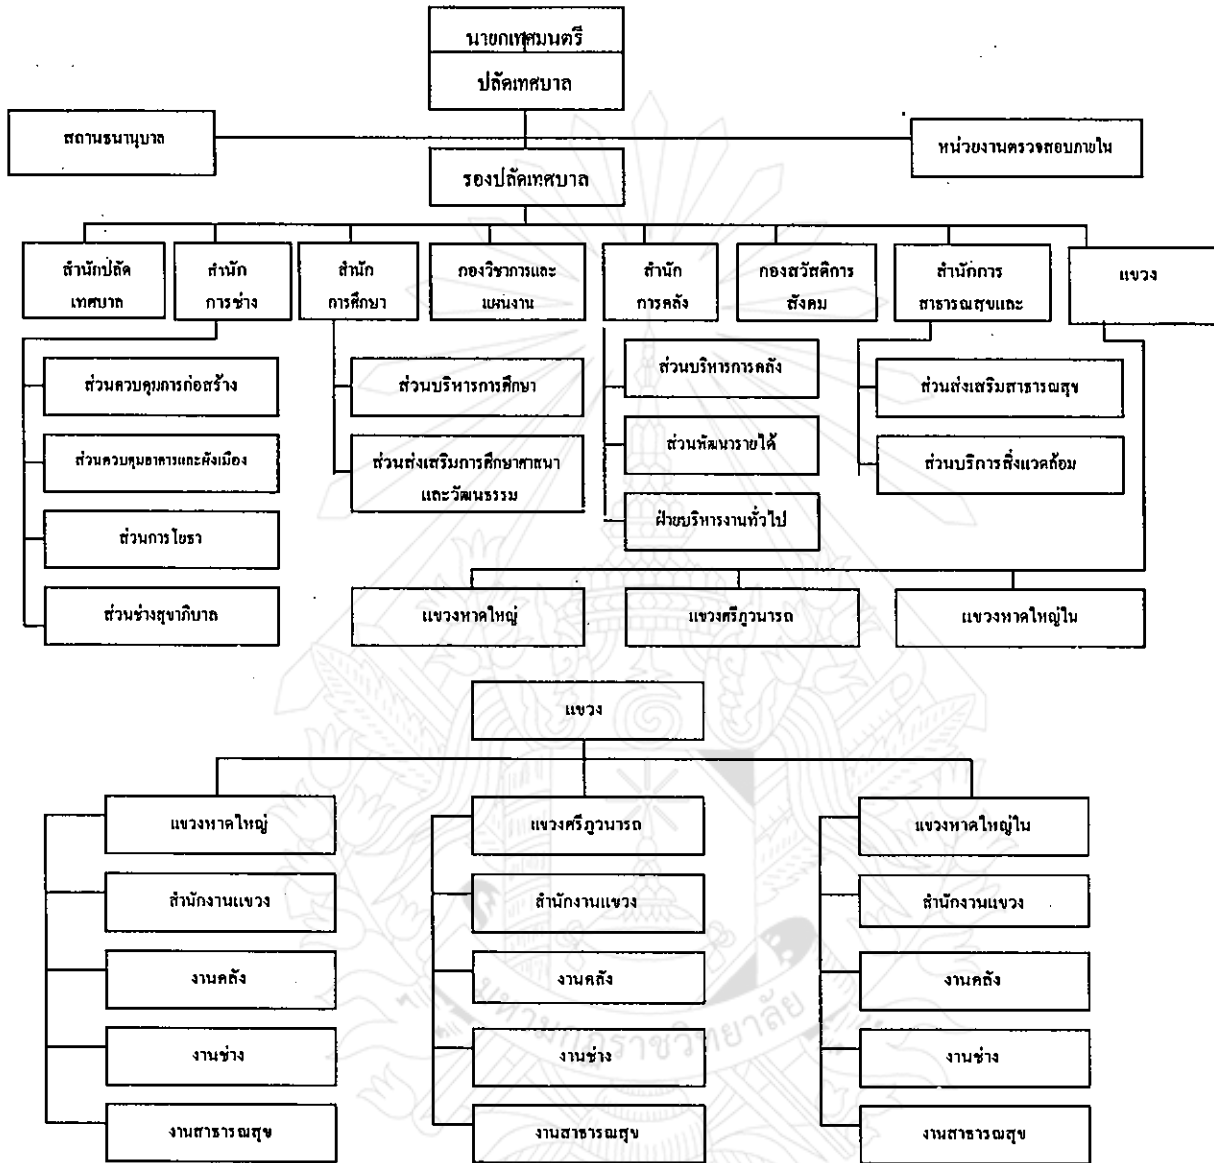 นายกเทศมนตรี
ปลัดเทศบาล
สถานธนานุบาล
หน่วยงานตรวจสอบภายใน
รองปลัดเทศบาล
สำนักปลัด
เทศบาล
สำนัก
การช่าง
สำนัก
การศึกษา
กองวิชาการและ
แผนงาน
สำนัก
การคลัง
กองสวัสดิการ
สังคม
สำนักการ
สาธารณสุขและ
แขวง
ส่วนควบคุมการก่อสร้าง
ส่วนควบคุมอาคารและผังเมือง
ส่วนการโยธา
ส่วนช่างสุขาภิบาล
ส่วนบริหารการศึกษา
ส่วนส่งเสริมการศึกษาศาสนา
และวัฒนธรรม
ส่วนบริหารการคลัง
ส่วนพัฒนารายได้
ฝ่ายบริหารงานทั่วไป
ส่วนส่งเสริมสาธารณสุข
ส่วนบริการสิ่งแวดล้อม
แขวงหาดใหญ่
แขวงศรีภูวนารถ
แขวงหาดใหญ่ใน
แขวง
แขวงหาดใหญ่
สำนักงานแขวง
งานคลัง
งานช่าง
งานสาธารณสุข
แขวงศรีภูวนารถ
สำนักงานแขวง
งานคลัง
งานช่าง
งานสาธารณสุข
แขวงหาดใหญ่ใน
สำนักงานแขวง
งานคลัง
งานช่าง
งานสาธารณสุข
มหามกุฏราชวิทยาลัย